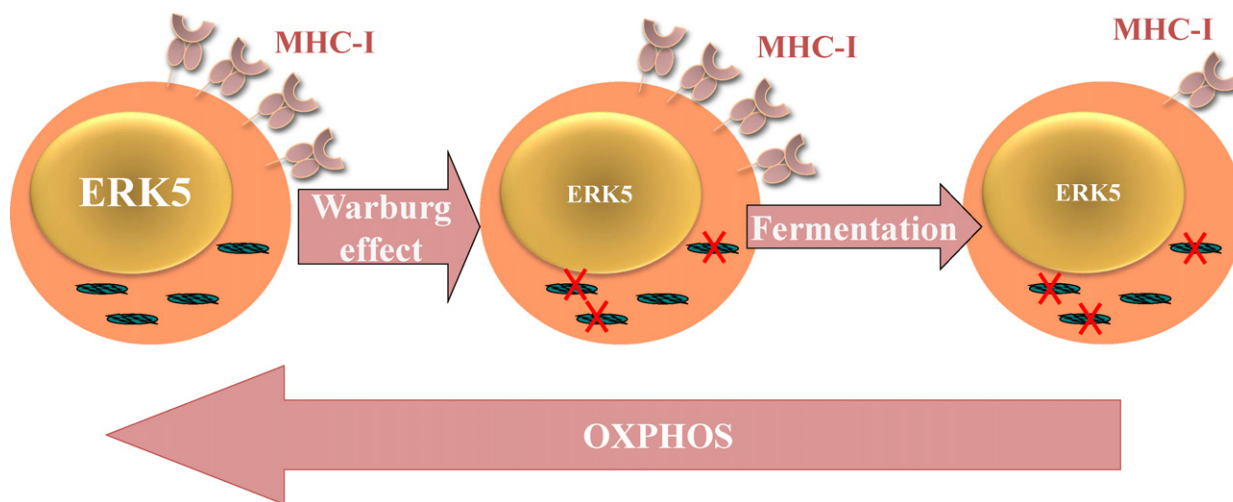 MHC-I
MHC-I
MHC-I
ERK5
Warburg
effect
ERK5
Fermentation
ERK5
OXPHOS